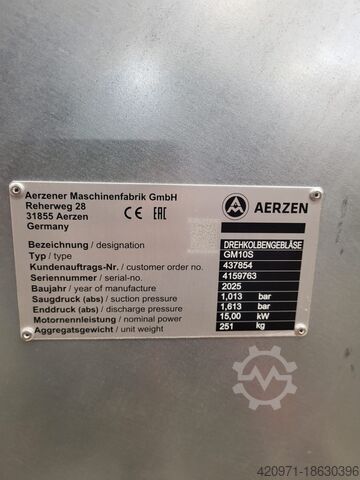 Aerzener Maschinenfabrik GmbH
Reherweg 28
31855 Aerzen
Germany
CE EAC
AERZEN
Bezeichnung / designation DREHKOLBENGEBLÄSE
Typ / type GM10S
Kundenauftrags-Nr. / customer order no. 437854
Seriennummer / serial no. 4159763
Baujahr / year of manufacture 2025
Saugdruck (abs) / suction pressure 1,013 bar
Enddruck (abs) / discharge pressure 1,613 bar
Motornennleistung / nominal power 15,00 kW
Aggregatsgewicht / unit weight 251 kg
420971-18630396